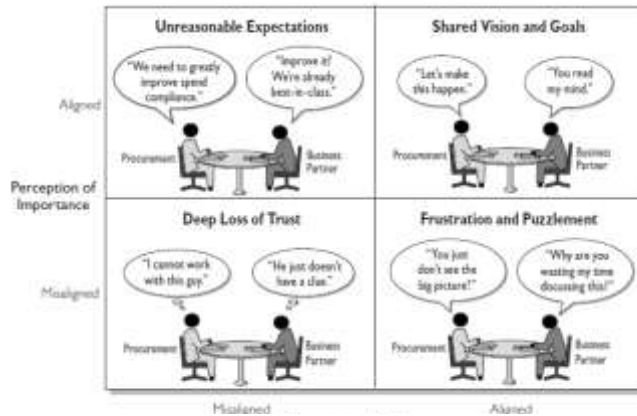 Unreasonable Expectations
"We need to greatly
improve spend
compliance."
"Improve it?
We're already
best-in-class."
Procurement
Business
Partner
Shared Vision and Goals
"Let's make
this happen."
"You read
my mind."
Procurement
Business
Partner
Aligned
Perception of
Importance
Misaligned
Deep Loss of Trust
"I cannot work
with this guy."
"He just doesn't
have a clue."
Procurement
Business
Partner
Frustration and Puzzlement
"You just
don't see the
big picture!"
"Why are you
wasting my time
discussing this?"
Procurement
Business
Partner
Misaligned
Aligned